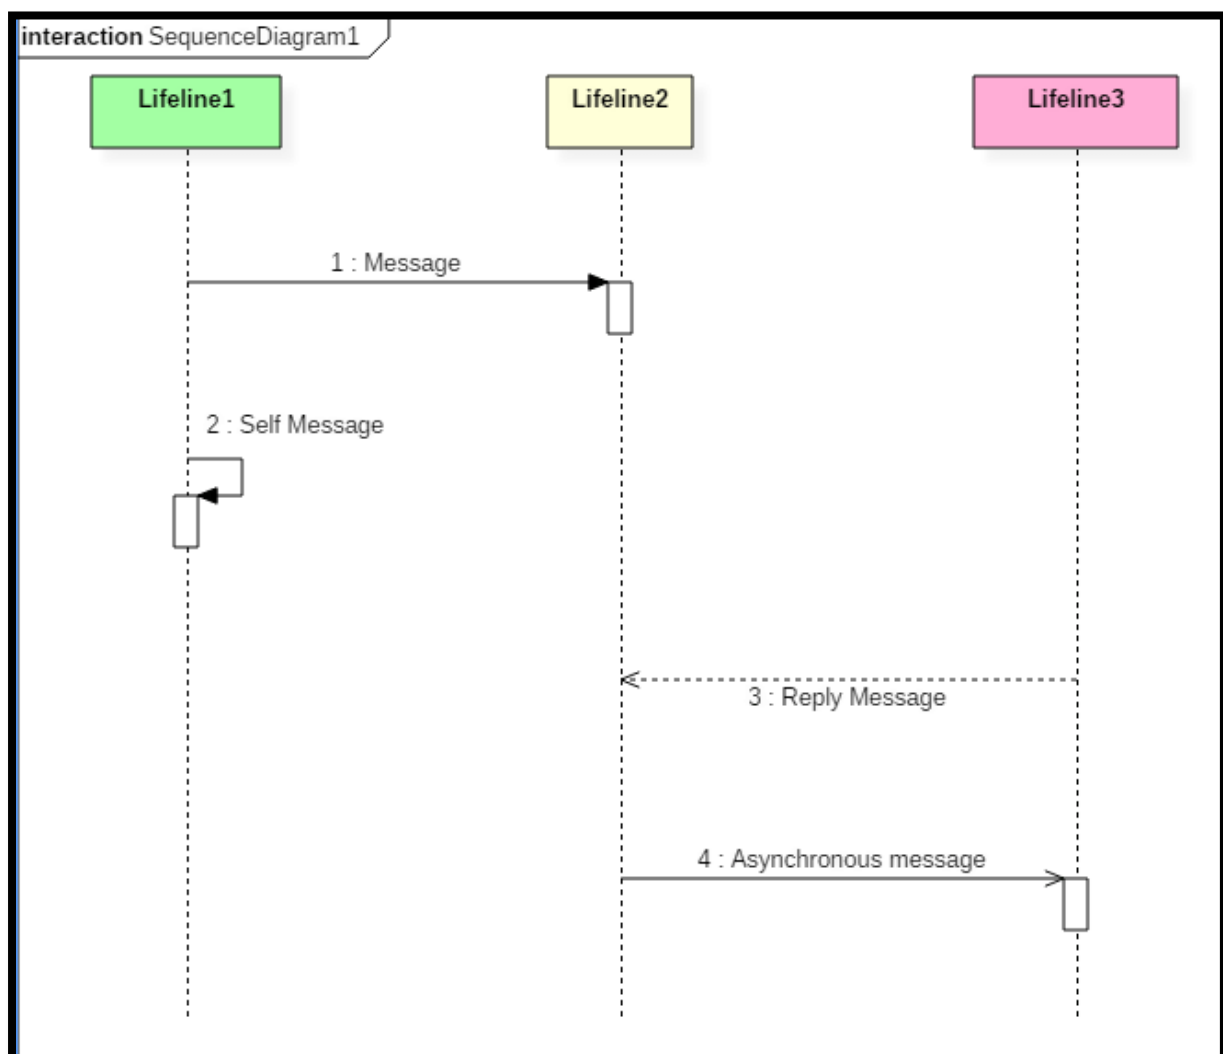 interaction SequenceDiagram1
Lifeline1
Lifeline2
Lifeline3
1 : Message
2 : Self Message
3 : Reply Message
4 : Asynchronous message